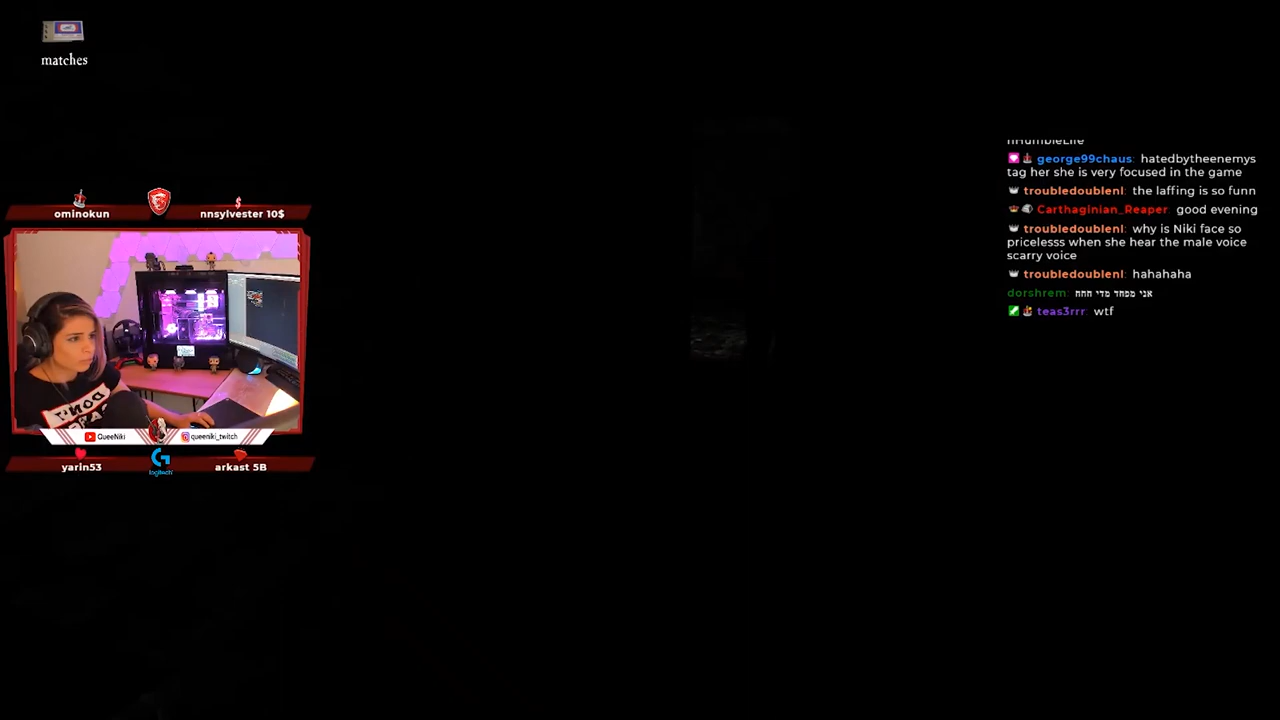 matches
ominokun
nnsylvester 10$
QueeNiki
queeniki_twitch
yarin53
logitech
arkast 5B
george99chaus: hatedbytheenemys
tag her she is very focused in the game
troubledoublenl: the laffing is so funn
Carthaginian_Reaper: good evening
troubledoublenl: why is Niki face so
pricelesss when she hear the male voice
scarry voice
troubledoublenl: hahahaha
dorshrem: אני מפחד מדי החח
teas3rrr: wtf